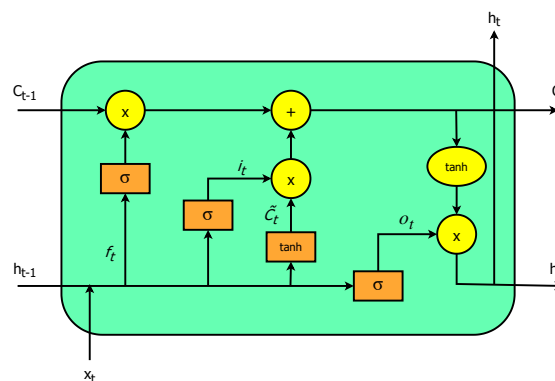 h_t
C_{t-1}
C
x
+
tanh
σ
i_t
x
σ
C̃_t
tanh
o_t
x
f_t
h_{t-1}
σ
h
x_t